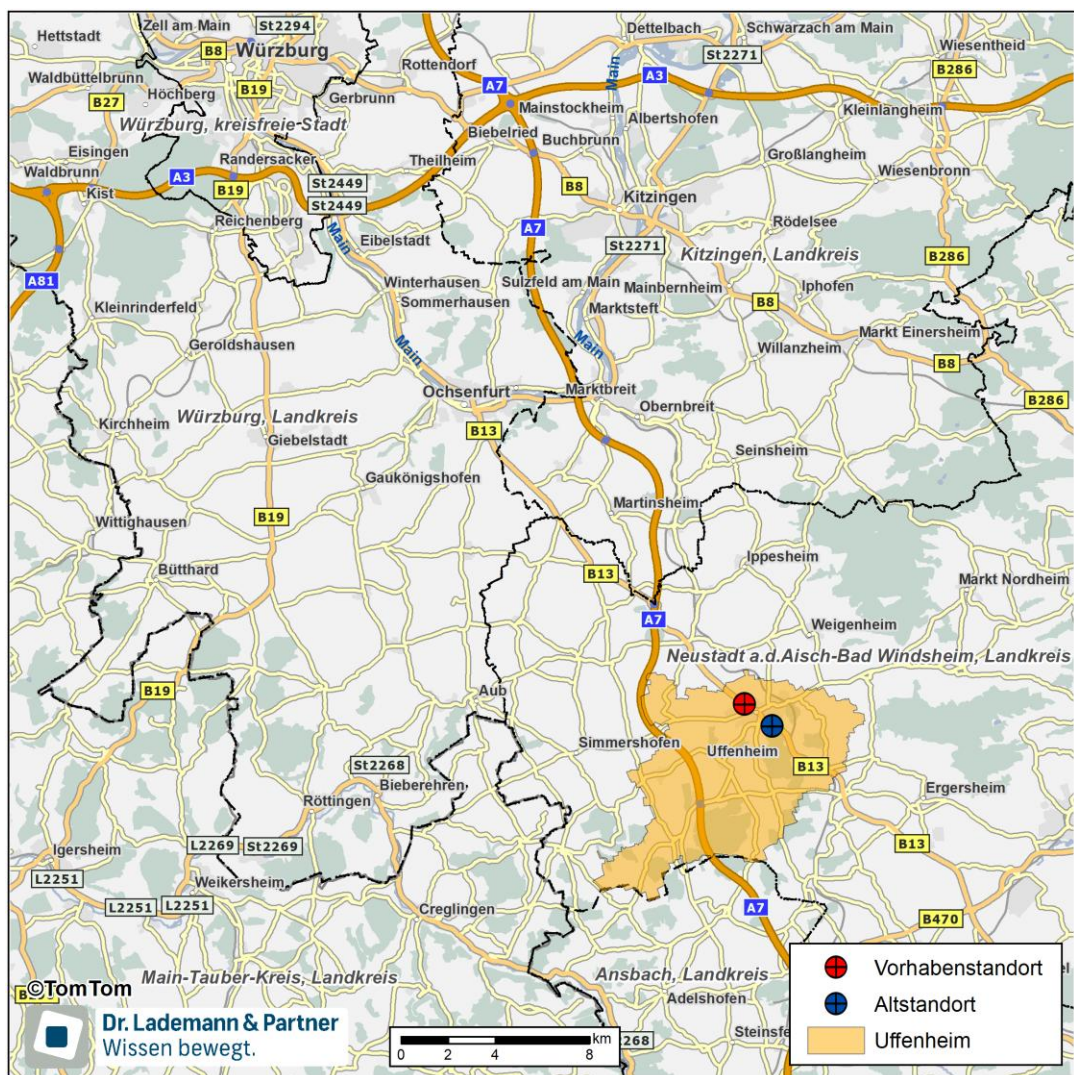 Hettstadt
Zell am Main
St2294
Würzburg
B8
Dettelbach
Schwarzach am Main
St2271
Wiesentheid
B286
Waldbüttelbrunn
Höchberg
B27
B19
Rottendorf
Gerbrunn
A7
Main
A3
Mainstockheim
Kleinlangheim
Würzburg, kreisfreie-Stadt
Biebelried
Buchbrunn
Albertshofen
Eisingen
Waldbrunn
Randersacker
Theilheim
Großlangheim
Wiesenbronn
Kist
A3
B19
St2449
St2449
B8
Kitzingen
Reichenberg
Main
Eibelstadt
A7
St2271
Rödelsee
Kitzingen, Landkreis
B286
A81
Winterhausen
Sommerhausen
Sulzfeld am Main
Mainbernheim
Iphofen
B8
Kleinrinderfeld
Marktsteft
Markt Einersheim
Geroldshausen
Main
Main
Willanzheim
B8
Ochsenfurt
Marktbreit
B286
Würzburg, Landkreis
Obernbreit
Kirchheim
Giebelstadt
B13
Seinsheim
Gaukönigshofen
Martinsheim
Wittighausen
B19
Ippesheim
Bütthard
B13
Markt Nordheim
A7
Weigenheim
Neustadt a.d.Aisch-Bad Windsheim, Landkreis
B19
Aub
Simmershofen
Uffenheim
B13
St2268
Bieberehren
Röttingen
Ergersheim
Igersheim
L2269
St2269
B13
L2251
L2251
Weikersheim
Creglingen
A7
B470
Main-Tauber-Kreis, Landkreis
Ansbach, Landkreis
Adelshofen
©TomTom
Dr. Lademann & Partner
Wissen bewegt.
km
0 2 4 8
Vorhabenstandort
Altstandort
Uffenheim